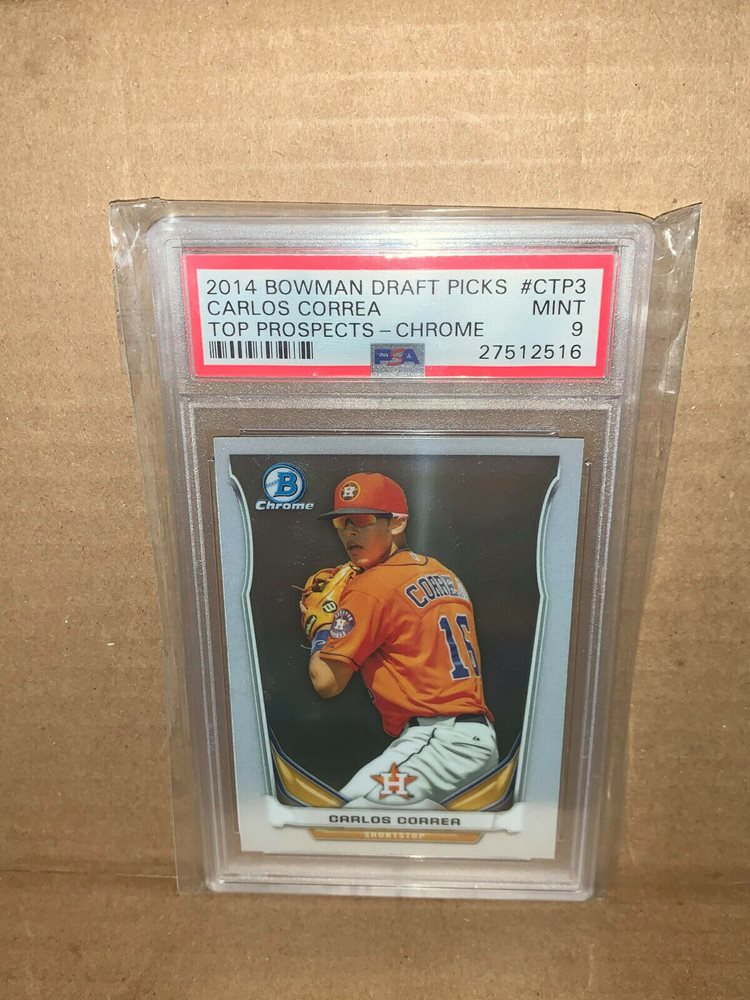 2014 BOWMAN DRAFT PICKS #CTP3
CARLOS CORREA MINT
TOP PROSPECTS - CHROME 9
PSA 27512516
B
Chrome
H
CORREA
16
W
H
H
CARLOS CORREA
SHORTSTOP